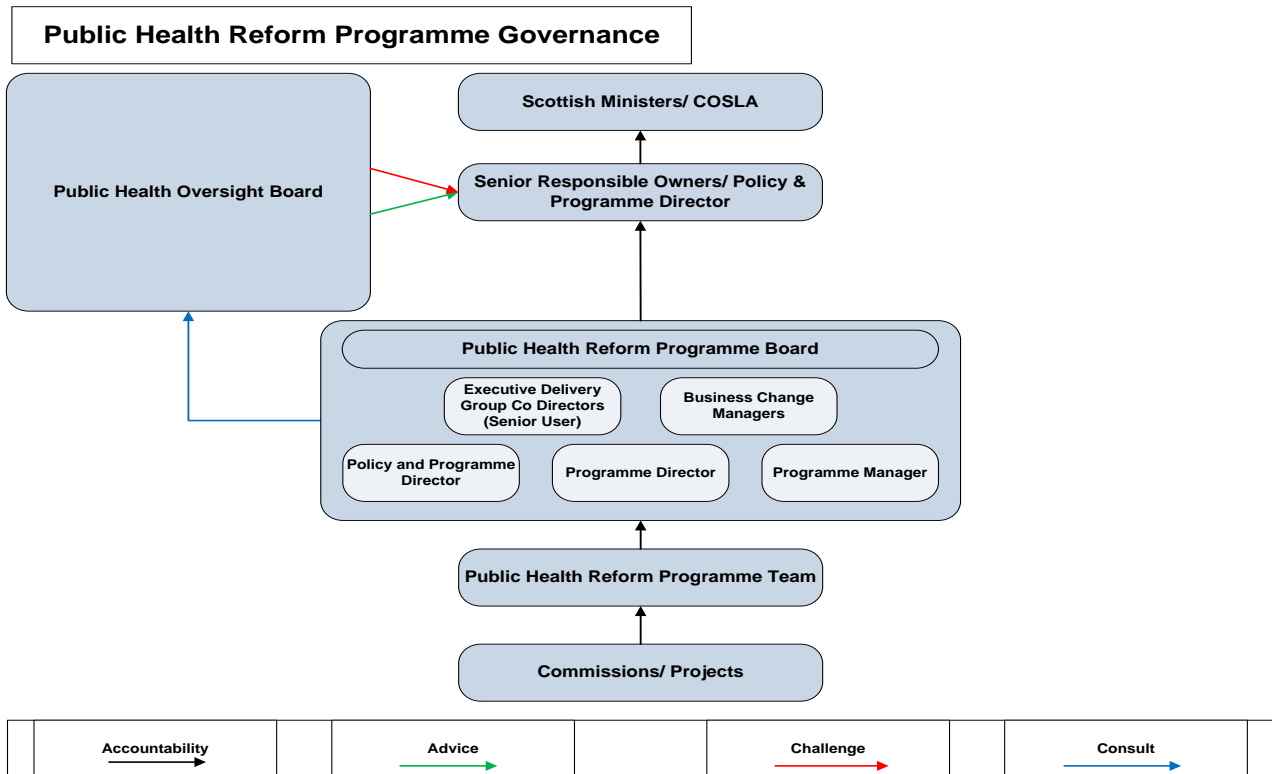 Public Health Reform Programme Governance
Scottish Ministers/ COSLA
Public Health Oversight Board
Senior Responsible Owners/ Policy &
Programme Director
Public Health Reform Programme Board
Executive Delivery
Group Co Directors
(Senior User)
Business Change
Managers
Policy and Programme
Director
Programme Director
Programme Manager
Public Health Reform Programme Team
Commissions/ Projects
Accountability
Advice
Challenge
Consult